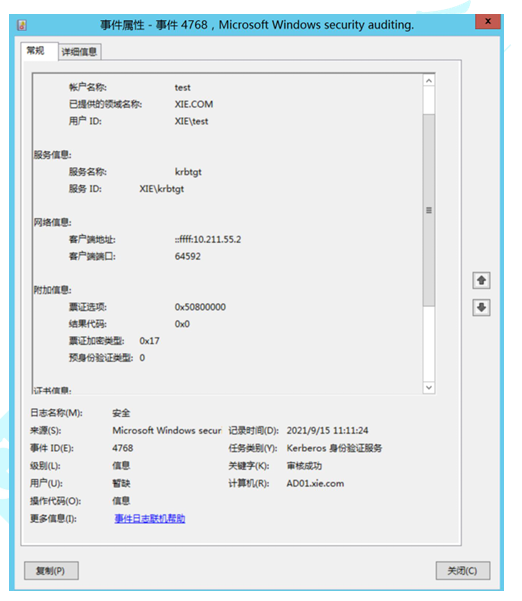 事件属性 - 事件 4768，Microsoft Windows security auditing.
x
常规 详细信息
帐户名称: test
已提供的领域名称: XIE.COM
用户 ID: XIE\test
服务信息:
服务名称: krbtgt
服务 ID: XIE\krbtgt
网络信息:
客户端地址: ::ffff:10.211.55.2
客户端端口: 64592
附加信息:
票证选项: 0x50800000
结果代码: 0x0
票证加密类型: 0x17
预身份验证类型: 0
证书信息:
日志名称(M): 安全
来源(S): Microsoft Windows secur 记录时间(D): 2021/9/15 11:11:24
事件 ID(E): 4768 任务类别(Y): Kerberos 身份验证服务
级别(L): 信息 关键字(K): 审核成功
用户(U): 暂缺 计算机(R): AD01.xie.com
操作代码(O): 信息
更多信息(I): 事件日志联机帮助
复制(P) 关闭(C)